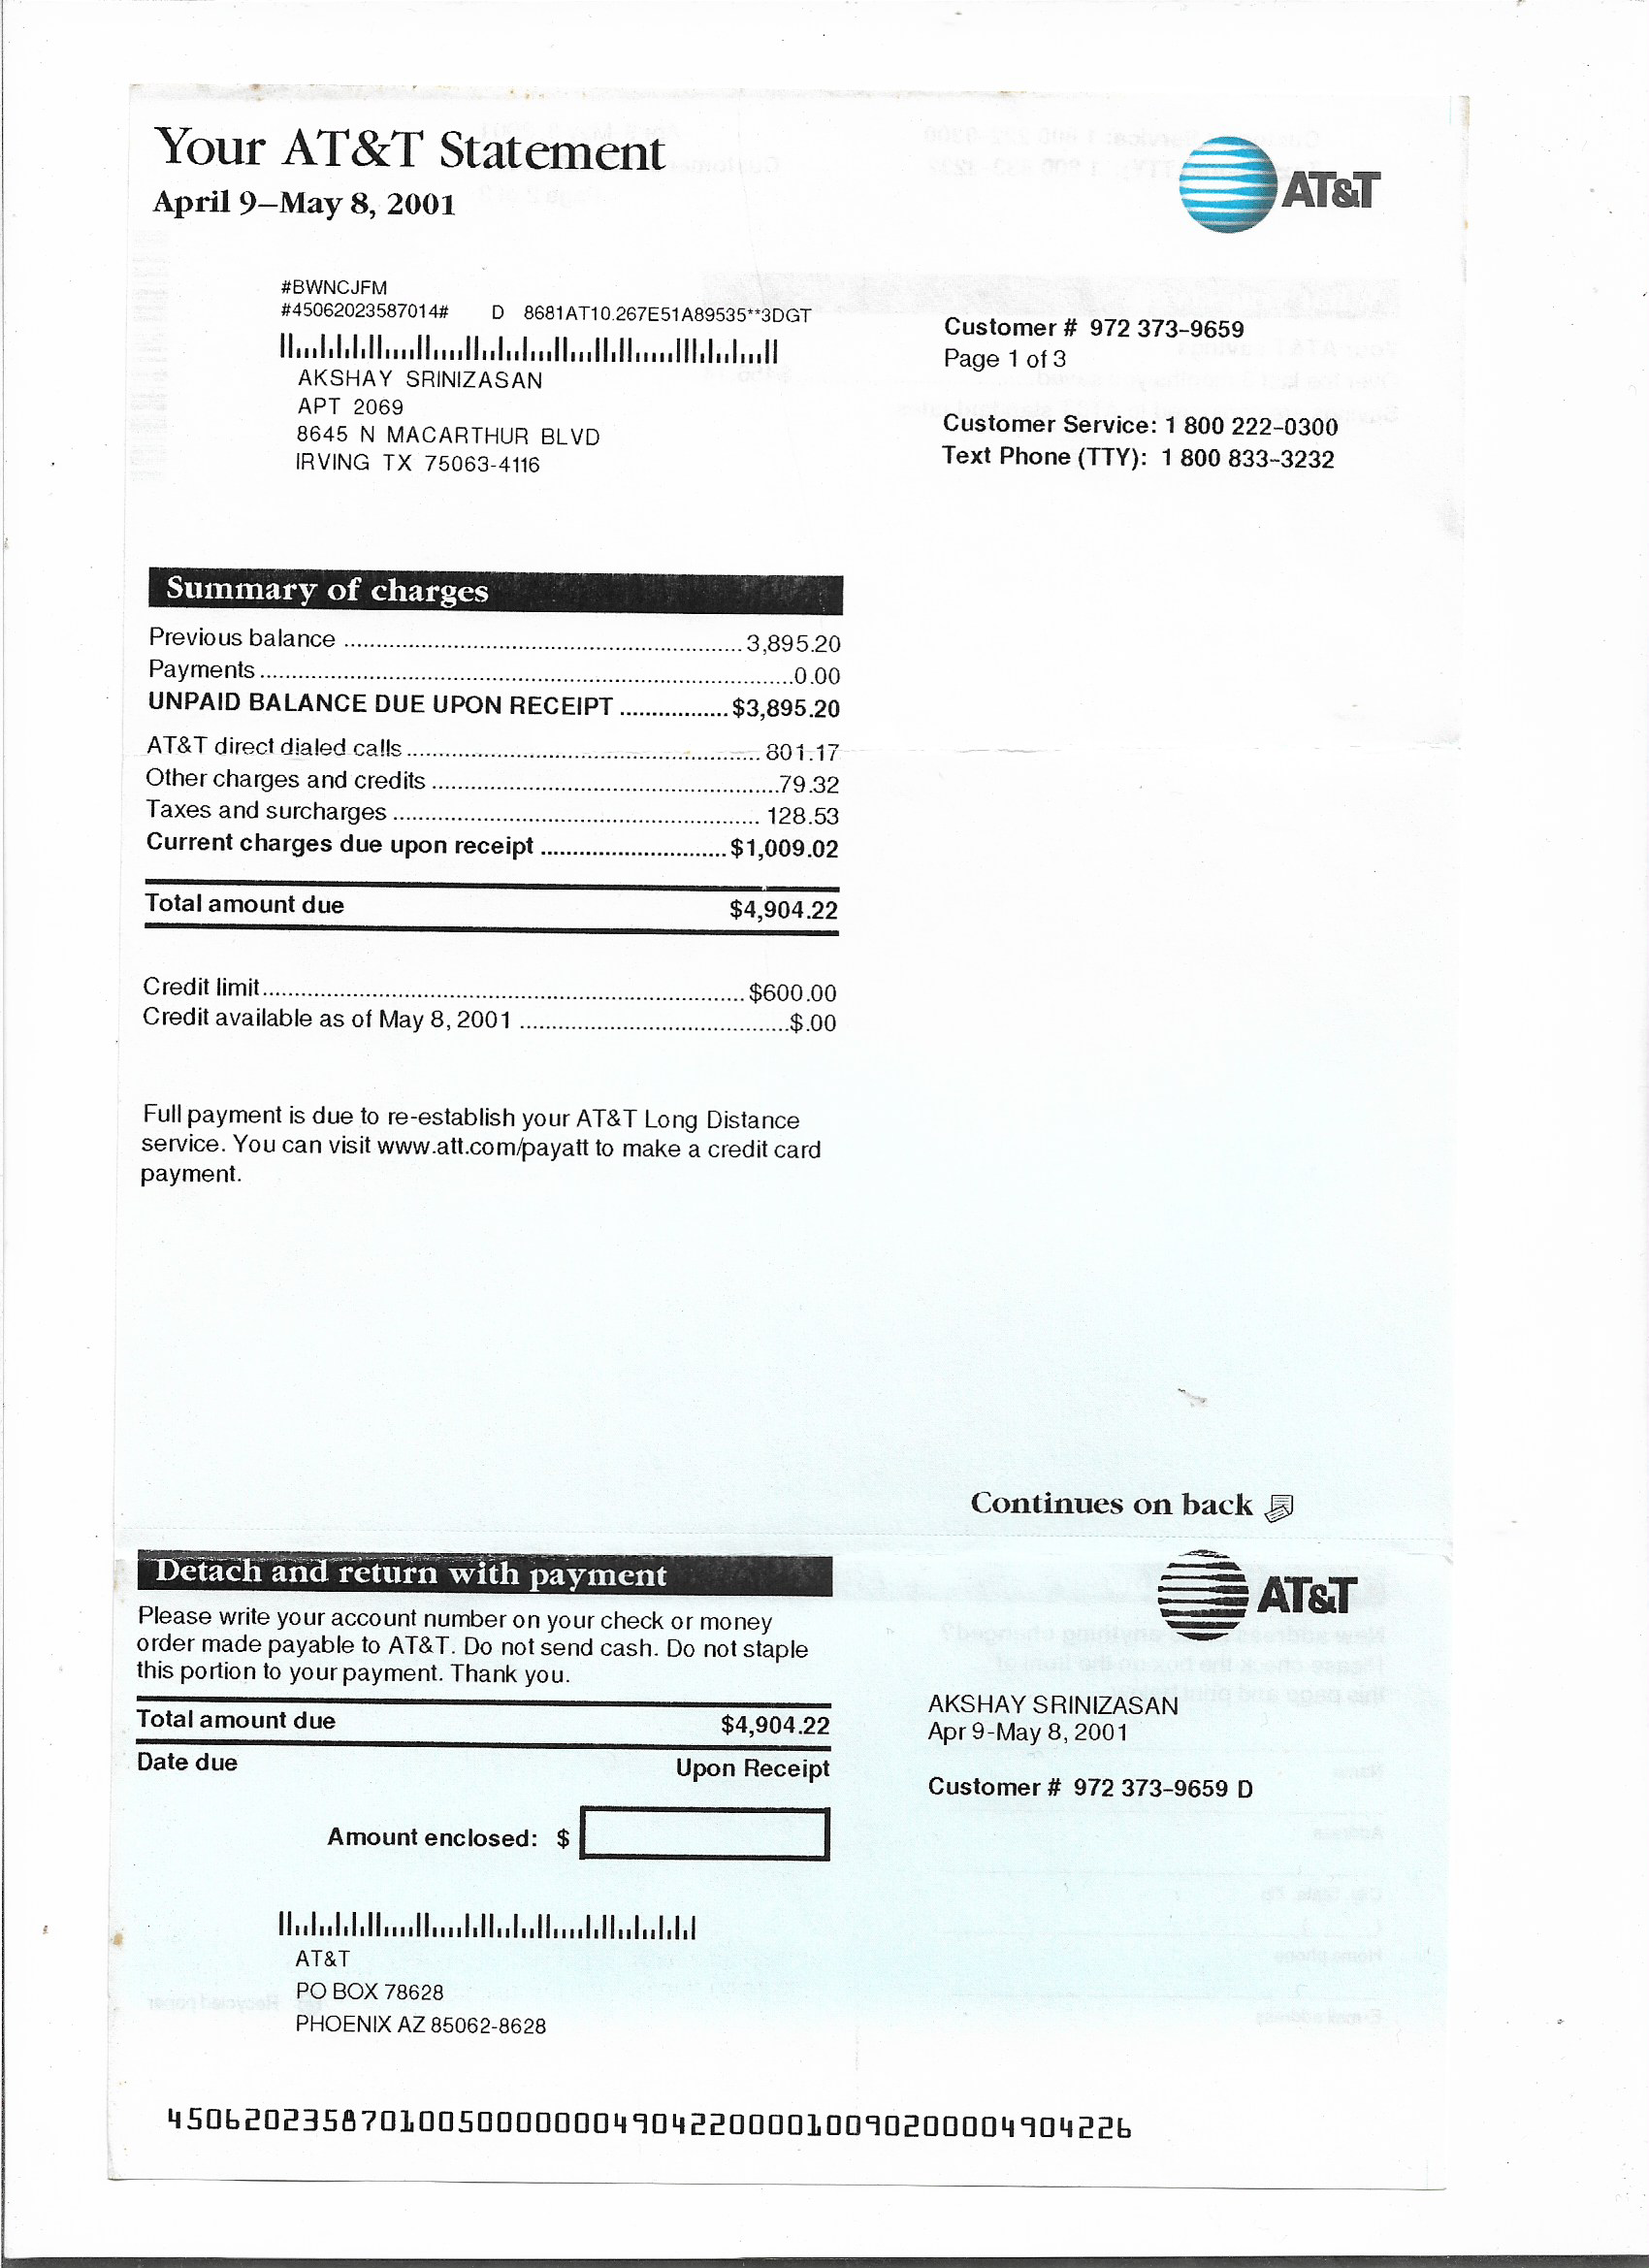 Your AT&T Statement
April 9–May 8, 2001
AT&T
#BWNCJFM
#45062023587014# D 8681AT10.267E51A89535**3DGT
AKSHAY SRINIZASAN
APT 2069
8645 N MACARTHUR BLVD
IRVING TX 75063-4116
Customer # 972 373-9659
Page 1 of 3
Customer Service: 1 800 222-0300
Text Phone (TTY): 1 800 833-3232
Summary of charges
Previous balance 3,895.20
Payments 0.00
UNPAID BALANCE DUE UPON RECEIPT $3,895.20
AT&T direct dialed calls 801.17
Other charges and credits 79.32
Taxes and surcharges 128.53
Current charges due upon receipt $1,009.02
Total amount due $4,904.22
Credit limit $600.00
Credit available as of May 8, 2001 $.00
Full payment is due to re-establish your AT&T Long Distance
service. You can visit www.att.com/payatt to make a credit card
payment.
Continues on back
Detach and return with payment
AT&T
Please write your account number on your check or money
order made payable to AT&T. Do not send cash. Do not staple
this portion to your payment. Thank you.
Total amount due $4,904.22
Date due Upon Receipt
Amount enclosed: $
AKSHAY SRINIZASAN
Apr 9-May 8, 2001
Customer # 972 373-9659 D
AT&T
PO BOX 78628
PHOENIX AZ 85062-8628
45062023587010050000000490422000010090200004904226